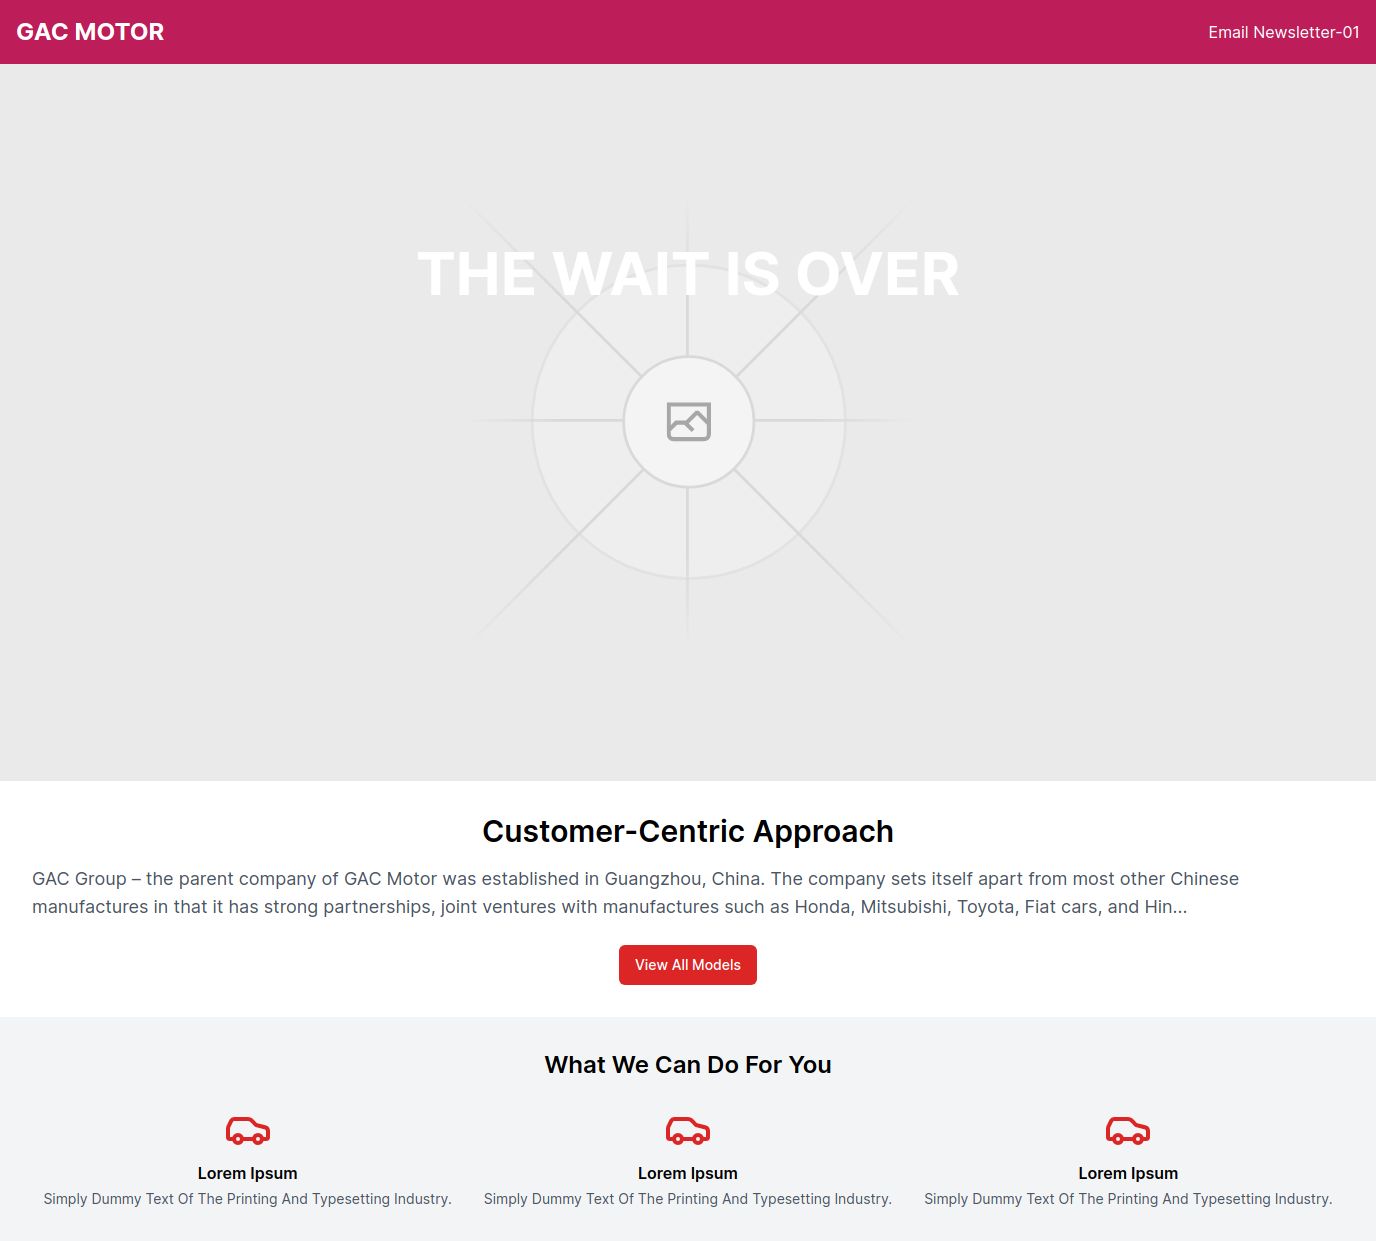 GAC MOTOR
Email Newsletter-01
THE WAIT IS OVER
Customer-Centric Approach
GAC Group – the parent company of GAC Motor was established in Guangzhou, China. The company sets itself apart from most other Chinese
manufactures in that it has strong partnerships, joint ventures with manufactures such as Honda, Mitsubishi, Toyota, Fiat cars, and Hin...
View All Models
What We Can Do For You
Lorem Ipsum
Simply Dummy Text Of The Printing And Typesetting Industry.
Lorem Ipsum
Simply Dummy Text Of The Printing And Typesetting Industry.
Lorem Ipsum
Simply Dummy Text Of The Printing And Typesetting Industry.